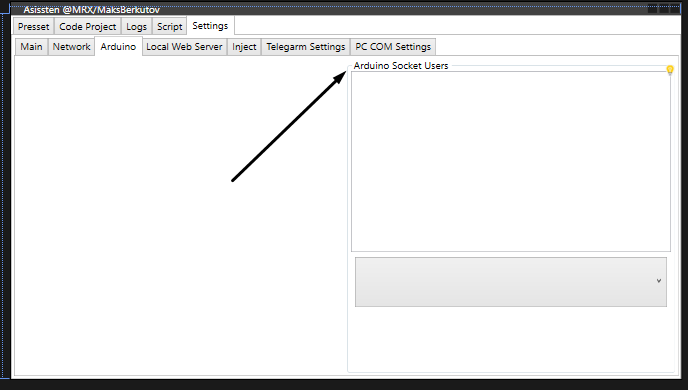 Asissten @MRX/MaksBerkutov
Presset Code Project Logs Script Settings
Main Network Arduino Local Web Server Inject Telegarm Settings PC COM Settings
Arduino Socket Users